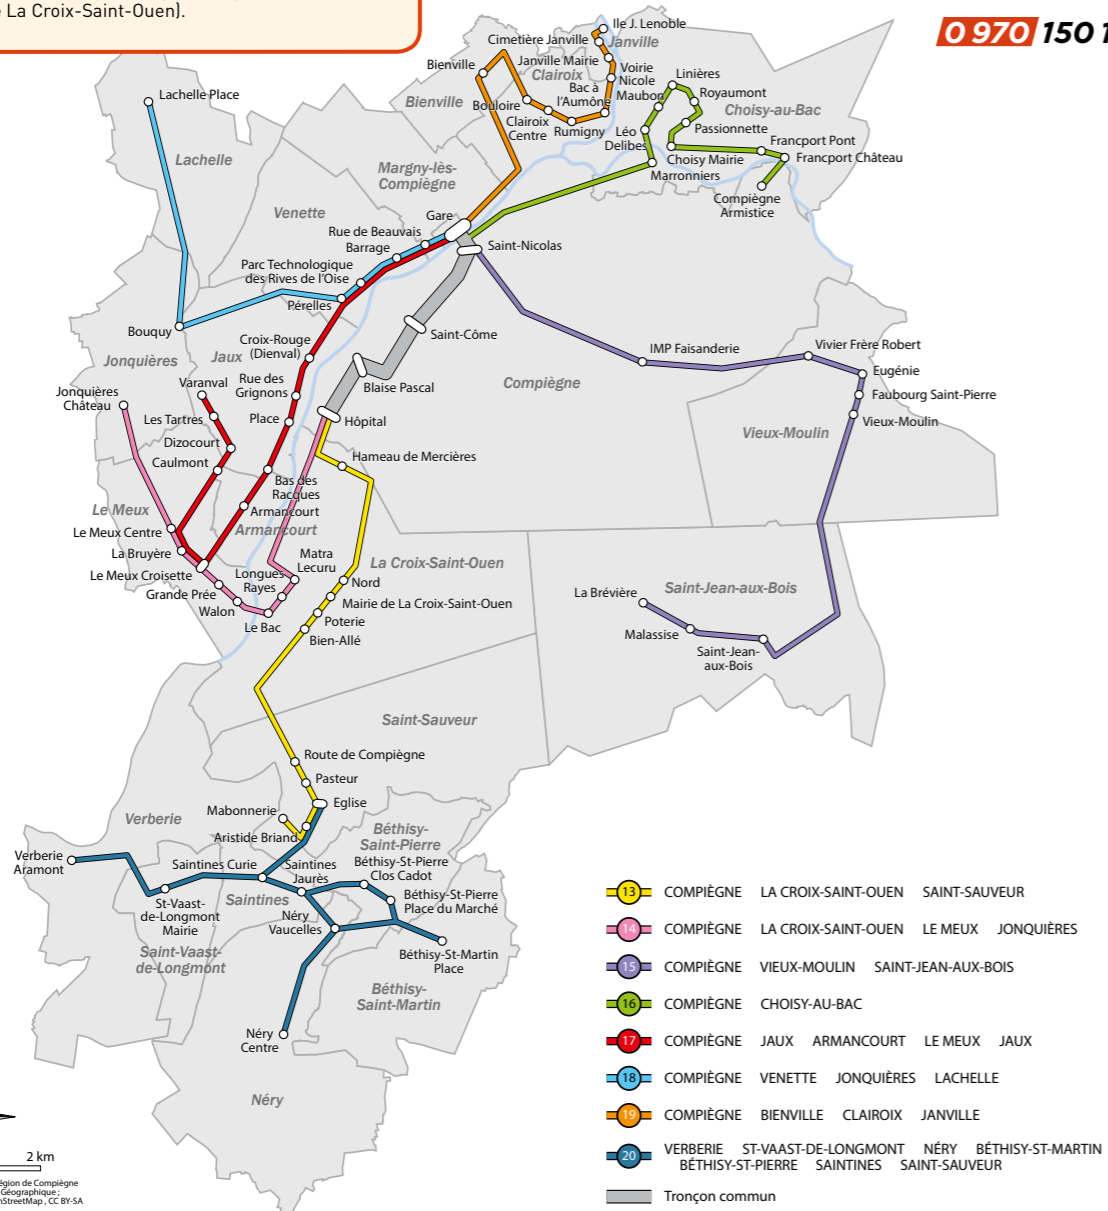 La Croix-Saint-Ouen).
0 970 150 1
Ile J. Lenoble
Cimetière Janville
Janville
Janville Mairie
Bienville
Clairoix
Voirie
Nicole
Linières
Bac à
l'Aumône
Maubon
Royaumont
Bienville
Bouloire
Choisy-au-Bac
Lachelle Place
Clairoix
Centre
Rumigny
Léo
Delibes
Passionnette
Francport Pont
Lachelle
Choisy Mairie
Francport Château
Margny-lès-
Compiègne
Marronniers
Compiègne
Armistice
Venette
Gare
Rue de Beauvais
Saint-Nicolas
Barrage
Parc Technologique
des Rives de l'Oise
Pérelles
Bouquy
Saint-Côme
Croix-Rouge
(Dienval)
IMP Faisanderie
Vivier Frère Robert
Jonquières
Jaux
Eugénie
Varanval
Rue des
Grignons
Blaise Pascal
Compiègne
Jonquières
Château
Faubourg Saint-Pierre
Les Tartres
Place
Hôpital
Vieux-Moulin
Vieux-Moulin
Dizocourt
Caulmont
Hameau de Mercières
Bas des
Racques
Le Meux
Armancourt
Le Meux Centre
Armancourt
La Bruyère
Matra
Lecuru
La Croix-Saint-Ouen
Le Meux Croisette
Longues
Rayes
Nord
Saint-Jean-aux-Bois
Grande Prée
La Brévière
Walon
Mairie de La Croix-Saint-Ouen
Le Bac
Poterie
Malassise
Bien-Allé
Saint-Jean-
aux-Bois
Saint-Sauveur
Route de Compiègne
Pasteur
Mabonnerie
Eglise
Verberie
Aristide Briand
Béthisy-
Saint-Pierre
Verberie
Aramont
Saintines Curie
Saintines
Jaurès
Béthisy-St-Pierre
Clos Cadot
St-Vaast-
de-Longmont
Mairie
Saintines
Béthisy-St-Pierre
Place du Marché
Néry
Vaucelles
Saint-Vaast-
de-Longmont
Béthisy-St-Martin
Place
Béthisy-
Saint-Martin
Néry
Centre
Néry
13 COMPIÈGNE LA CROIX-SAINT-OUEN SAINT-SAUVEUR
14 COMPIÈGNE LA CROIX-SAINT-OUEN LE MEUX JONQUIÈRES
15 COMPIÈGNE VIEUX-MOULIN SAINT-JEAN-AUX-BOIS
16 COMPIÈGNE CHOISY-AU-BAC
17 COMPIÈGNE JAUX ARMANCOURT LE MEUX JAUX
18 COMPIÈGNE VENETTE JONQUIÈRES LACHELLE
19 COMPIÈGNE BIENVILLE CLAIROIX JANVILLE
20 VERBERIE ST-VAAST-DE-LONGMONT NÉRY BÉTHISY-ST-MARTIN
BÉTHISY-ST-PIERRE SAINTINES SAINT-SAUVEUR
Tronçon commun
2 km
égion de Compiègne
Géographique ;
nStreetMap, CC BY-SA